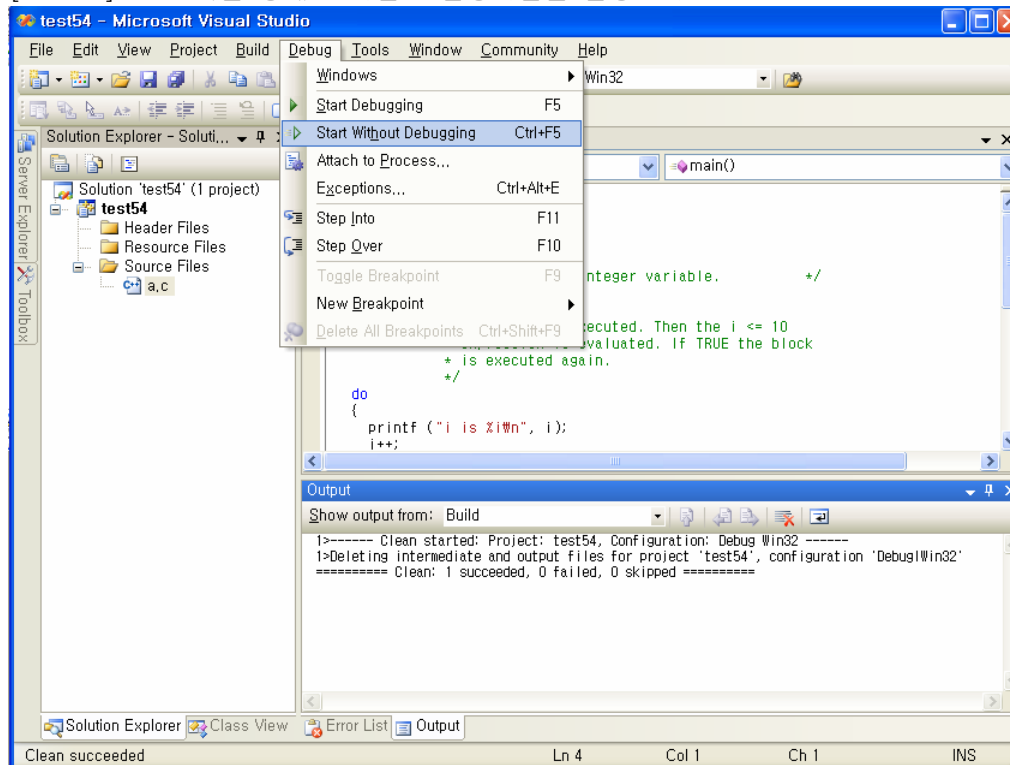 test54 - Microsoft Visual Studio
File Edit View Project Build Debug Tools Window Community Help
Windows
Win32
Start Debugging F5
Start Without Debugging Ctrl+F5
Attach to Process...
Exceptions... Ctrl+Alt+E
Step Into F11
Step Over F10
Toggle Breakpoint F9
New Breakpoint
Delete All Breakpoints Ctrl+Shift+F9
Server Explorer
Toolbox
Solution Explorer - Soluti...
Solution 'test54' (1 project)
test54
Header Files
Resource Files
Source Files
a.c
main()
nteger variable. */
ecuted. Then the i <= 10
evaluated. If TRUE the block
* is executed again.
*/
do
{
printf ("i is %i₩n", i);
i++;
Output
Show output from: Build
1>------ Clean started: Project: test54, Configuration: Debug Win32 ------
1>Deleting intermediate and output files for project 'test54', configuration 'Debug|Win32'
========== Clean: 1 succeeded, 0 failed, 0 skipped ==========
Solution Explorer Class View Error List Output
Clean succeeded Ln 4 Col 1 Ch 1 INS